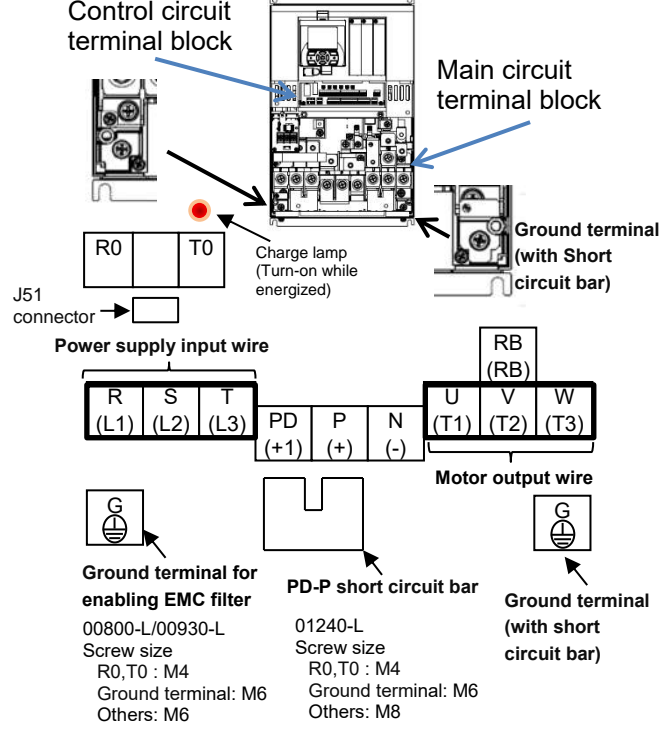 Control circuit
terminal block
Main circuit
terminal block
Ground terminal
(with Short
circuit bar)
R0
T0
Charge lamp
(Turn-on while
energized)
J51
connector
Power supply input wire
RB
(RB)
R
(L1)
S
(L2)
T
(L3)
PD
(+1)
P
(+)
N
(-)
U
(T1)
V
(T2)
W
(T3)
Motor output wire
G
G
Ground terminal for
enabling EMC filter
PD-P short circuit bar
Ground terminal
(with short
circuit bar)
00800-L/00930-L
Screw size
R0,T0 : M4
Ground terminal: M6
Others: M6
01240-L
Screw size
R0,T0 : M4
Ground terminal: M6
Others: M8